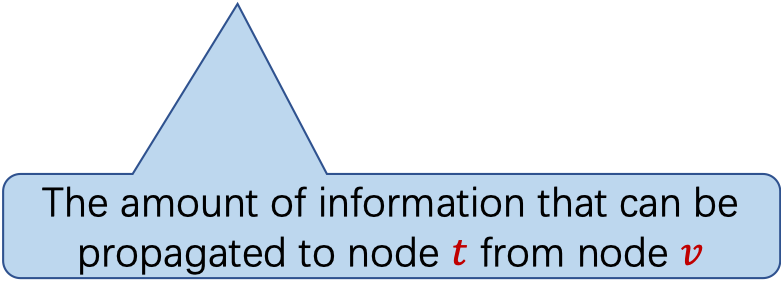 The amount of information that can be
propagated to node t from node v